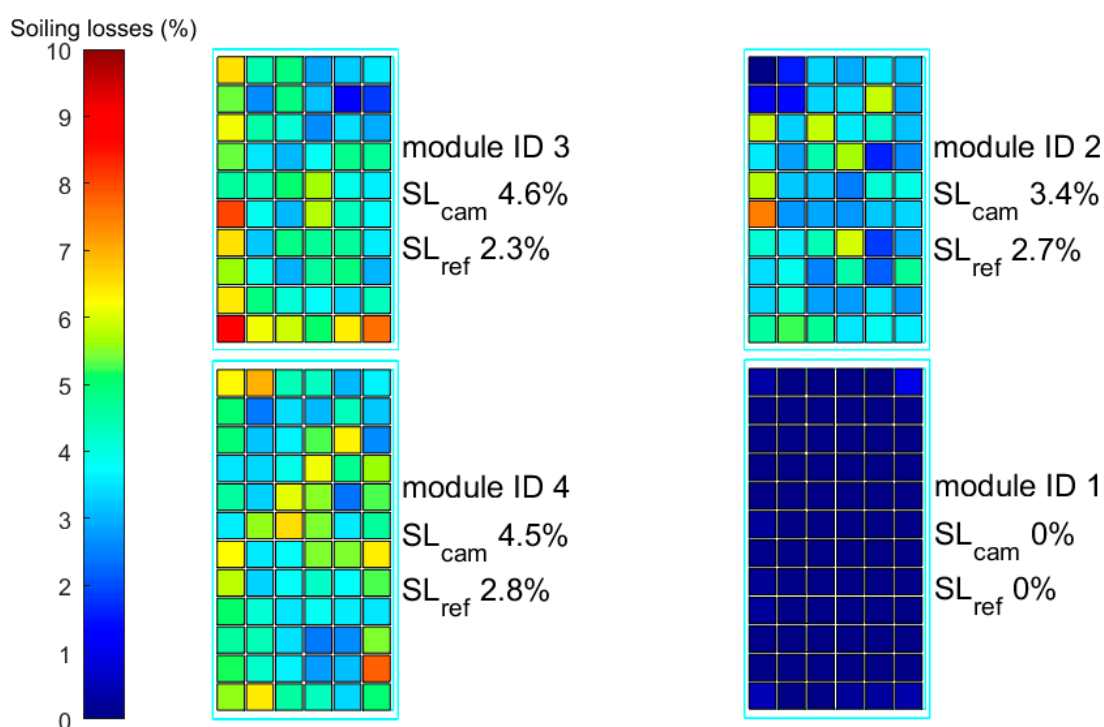 Soiling losses (%)
10
9
8
7
6
5
4
3
2
1
0
module ID 3
SLcam 4.6%
SLref 2.3%
module ID 2
SLcam 3.4%
SLref 2.7%
module ID 4
SLcam 4.5%
SLref 2.8%
module ID 1
SLcam 0%
SLref 0%